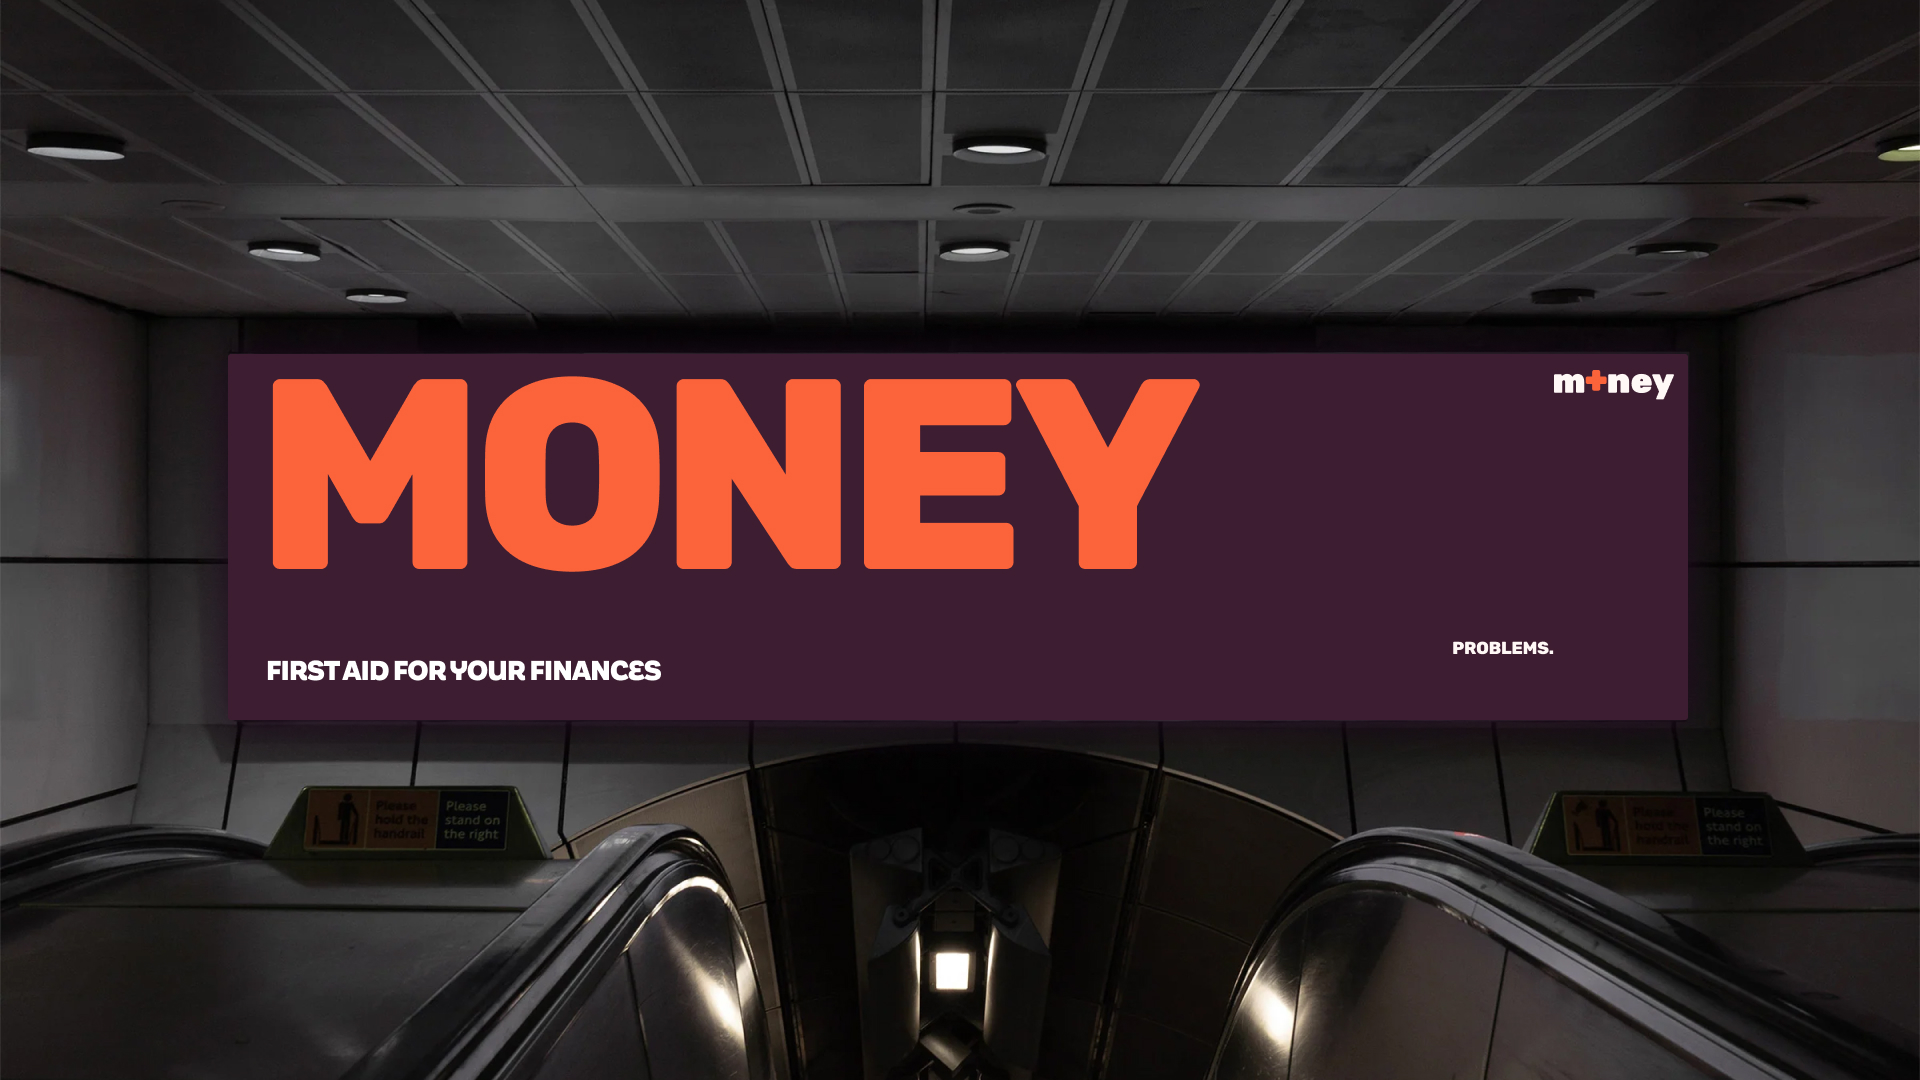 MONEY
m+ney
PROBLEMS.
FIRST AID FOR YOUR FINANCES
Please
hold the
handrail
Please
stand on
the right
Please
hold the
handrail
Please
stand on
the right